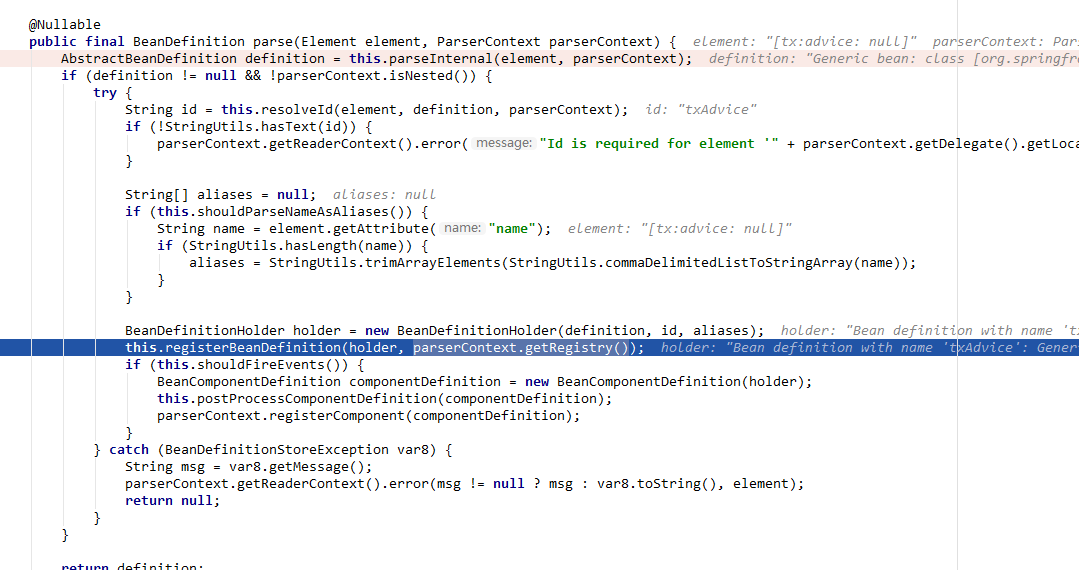 @Nullable
public final BeanDefinition parse(Element element, ParserContext parserContext) { element: "[tx:advice: null]" parserContext: Pars
AbstractBeanDefinition definition = this.parseInternal(element, parserContext); definition: "Generic bean: class [org.springfr
if (definition != null && !parserContext.isNested()) {
try {
String id = this.resolveId(element, definition, parserContext); id: "txAdvice"
if (!StringUtils.hasText(id)) {
parserContext.getReaderContext().error( message: "Id is required for element '" + parserContext.getDelegate().getLoca
}
String[] aliases = null; aliases: null
if (this.shouldParseNameAsAliases()) {
String name = element.getAttribute( name: "name"); element: "[tx:advice: null]"
if (StringUtils.hasLength(name)) {
aliases = StringUtils.trimArrayElements(StringUtils.commaDelimitedListToStringArray(name));
}
}
BeanDefinitionHolder holder = new BeanDefinitionHolder(definition, id, aliases); holder: "Bean definition with name 't
this.registerBeanDefinition(holder, parserContext.getRegistry()); holder: "Bean definition with name 'txAdvice': Gener
if (this.shouldFireEvents()) {
BeanComponentDefinition componentDefinition = new BeanComponentDefinition(holder);
this.postProcessComponentDefinition(componentDefinition);
parserContext.registerComponent(componentDefinition);
}
} catch (BeanDefinitionStoreException var8) {
String msg = var8.getMessage();
parserContext.getReaderContext().error(msg != null ? msg : var8.toString(), element);
return null;
}
}
return definition;